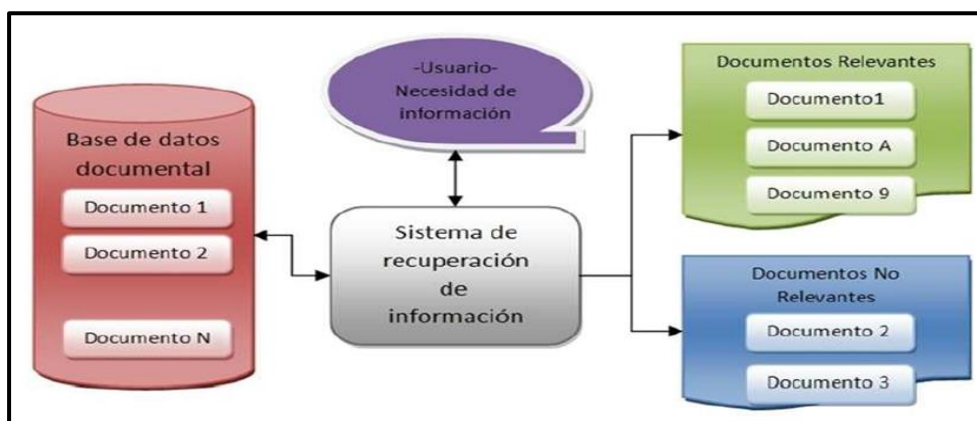 Base de datos
documental
Documento 1
Documento 2
Documento N
-Usuario-
Necesidad de
información
Sistema de
recuperación
de
información
Documentos Relevantes
Documento1
Documento A
Documento 9
Documentos No
Relevantes
Documento 2
Documento 3